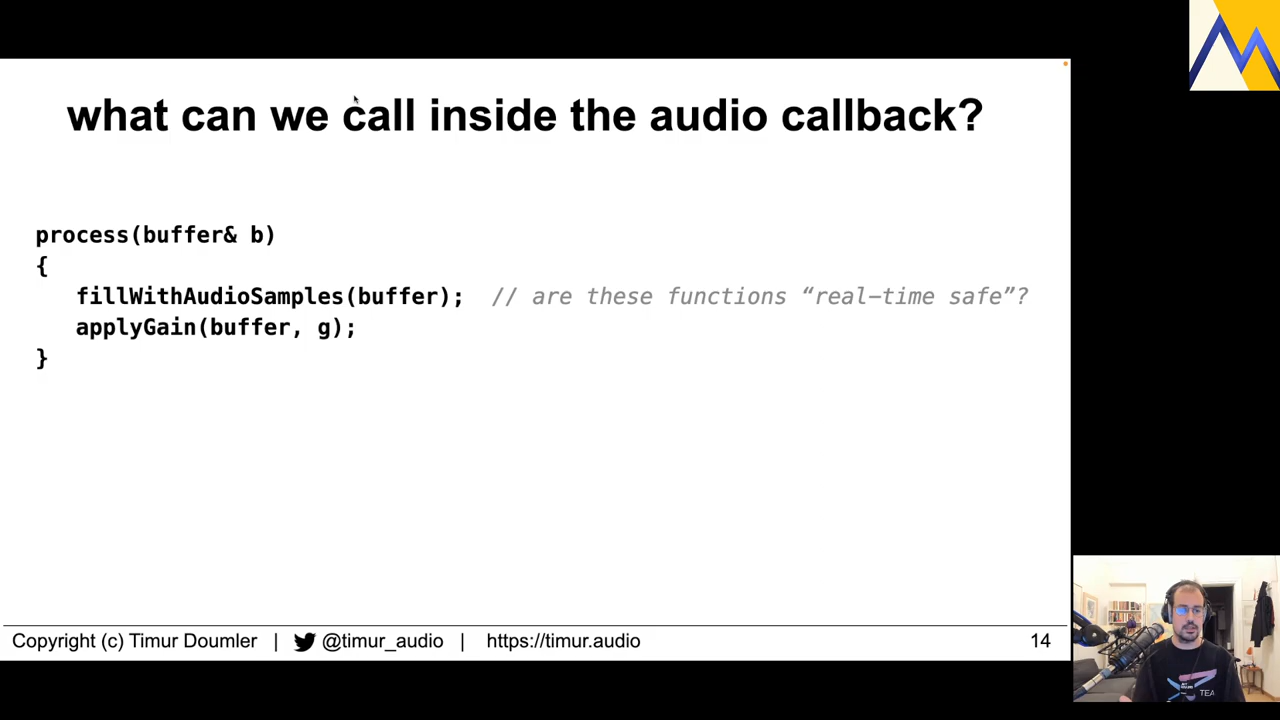 what can we call inside the audio callback?
process(buffer& b)
{
fillWithAudioSamples(buffer); // are these functions “real-time safe”?
applyGain(buffer, g);
}
Copyright (c) Timur Doumler | @timur_audio | https://timur.audio 14
TEA